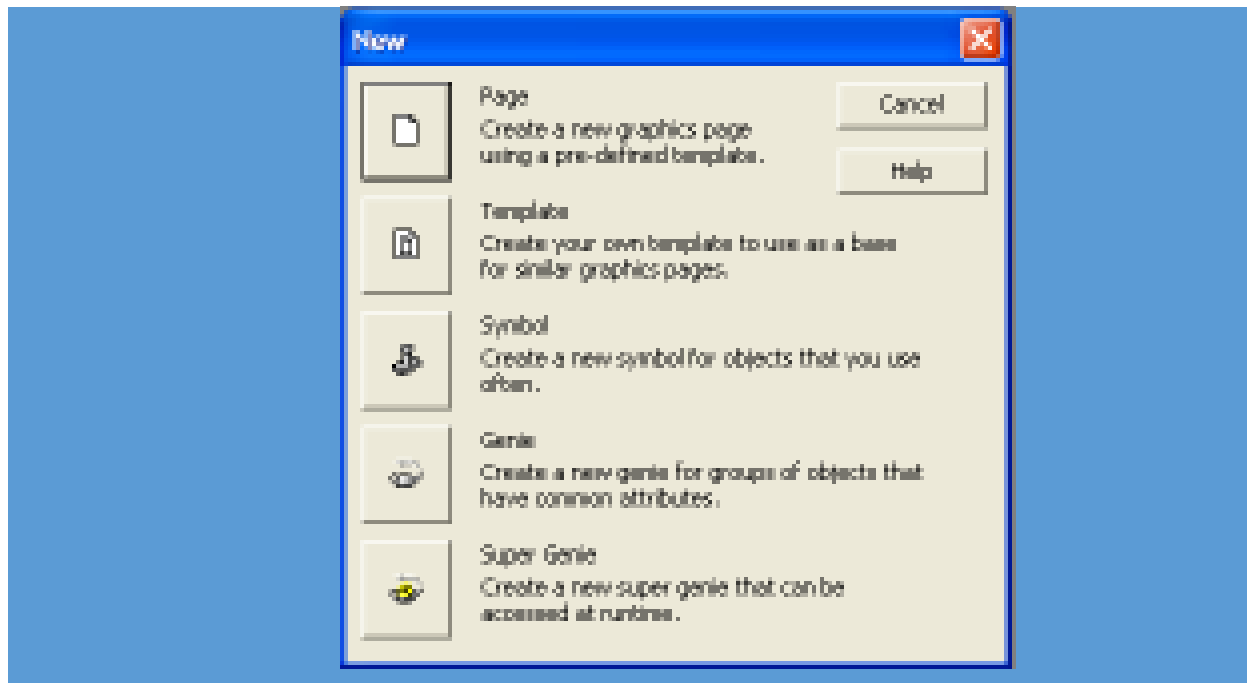 New
Page
Create a new graphics page
using a pre-defined template.
Cancel
Help
Template
Create your own template to use as a base
for similar graphics pages.
Symbol
Create a new symbol for objects that you use
often.
Genie
Create a new genie for groups of objects that
have common attributes.
Super Genie
Create a new super genie that can be
accessed at runtime.